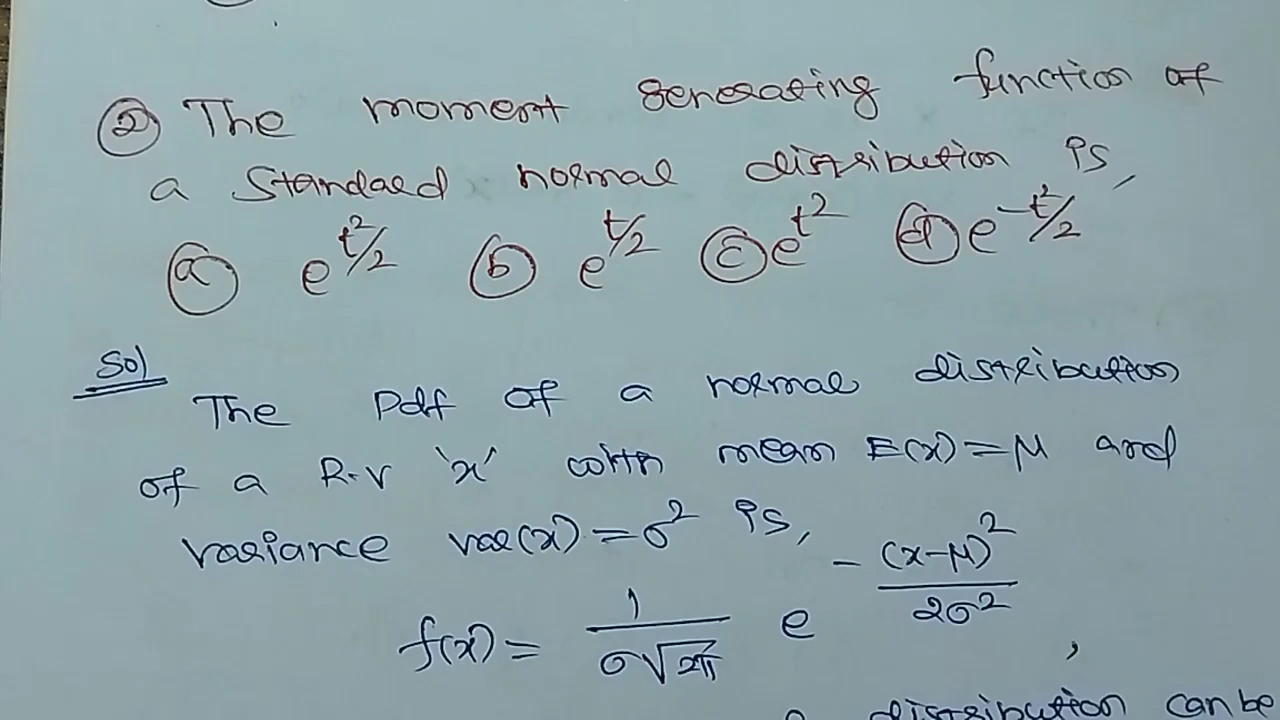 ② The moment generating function of
a Standard normal distribution is,
ⓐ e^{t²/2} ⓑ e^{t/2} ⓒ e^{t²} ⓓ e^{-t²/2}
Sol
The Pdf of a normal distribution
of a R.V 'x' with mean E(x)=μ and
variance var(x)=σ² is,
f(x)= 1/(σ√2π) e^{-(x-μ)²/2σ²},
distribution can be